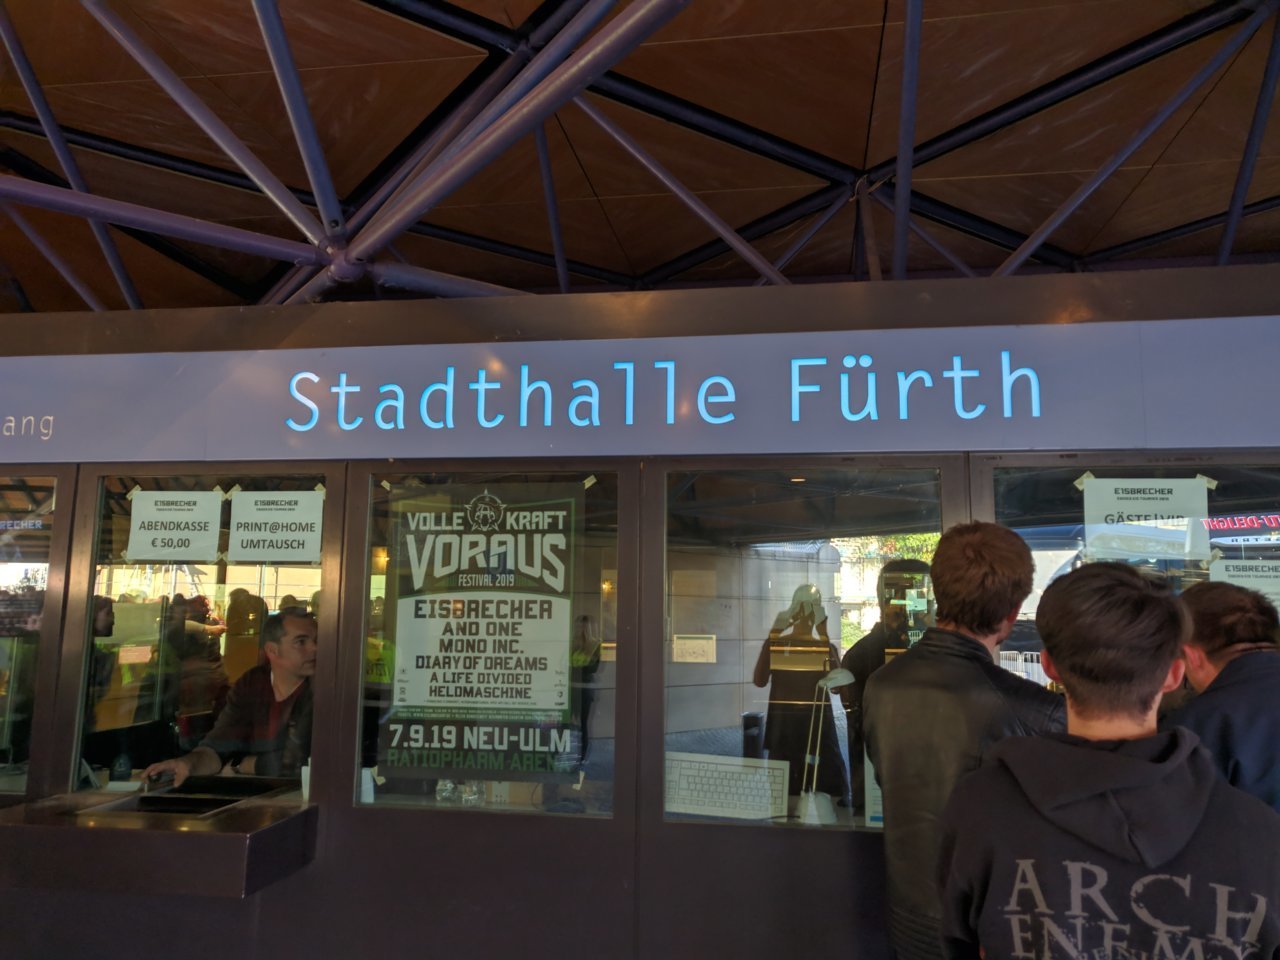 Stadthalle Fürth
ang
EISBRECHER
EISBRECHER
ABENDKASSE
€ 50,00
EISBRECHER
PRINT@HOME
UMTAUSCH
VOLLE KRAFT
VORAUS
FESTIVAL 2019
EISBRECHER
AND ONE
MONO INC.
DIARY OF DREAMS
A LIFE DIVIDED
HELDMASCHINE
7.9.19 NEU-ULM
RATIOPHARM ARENA
EISBRECHER
GÄSTE|VIP
EISBRECHER
ARCH
ENEMY